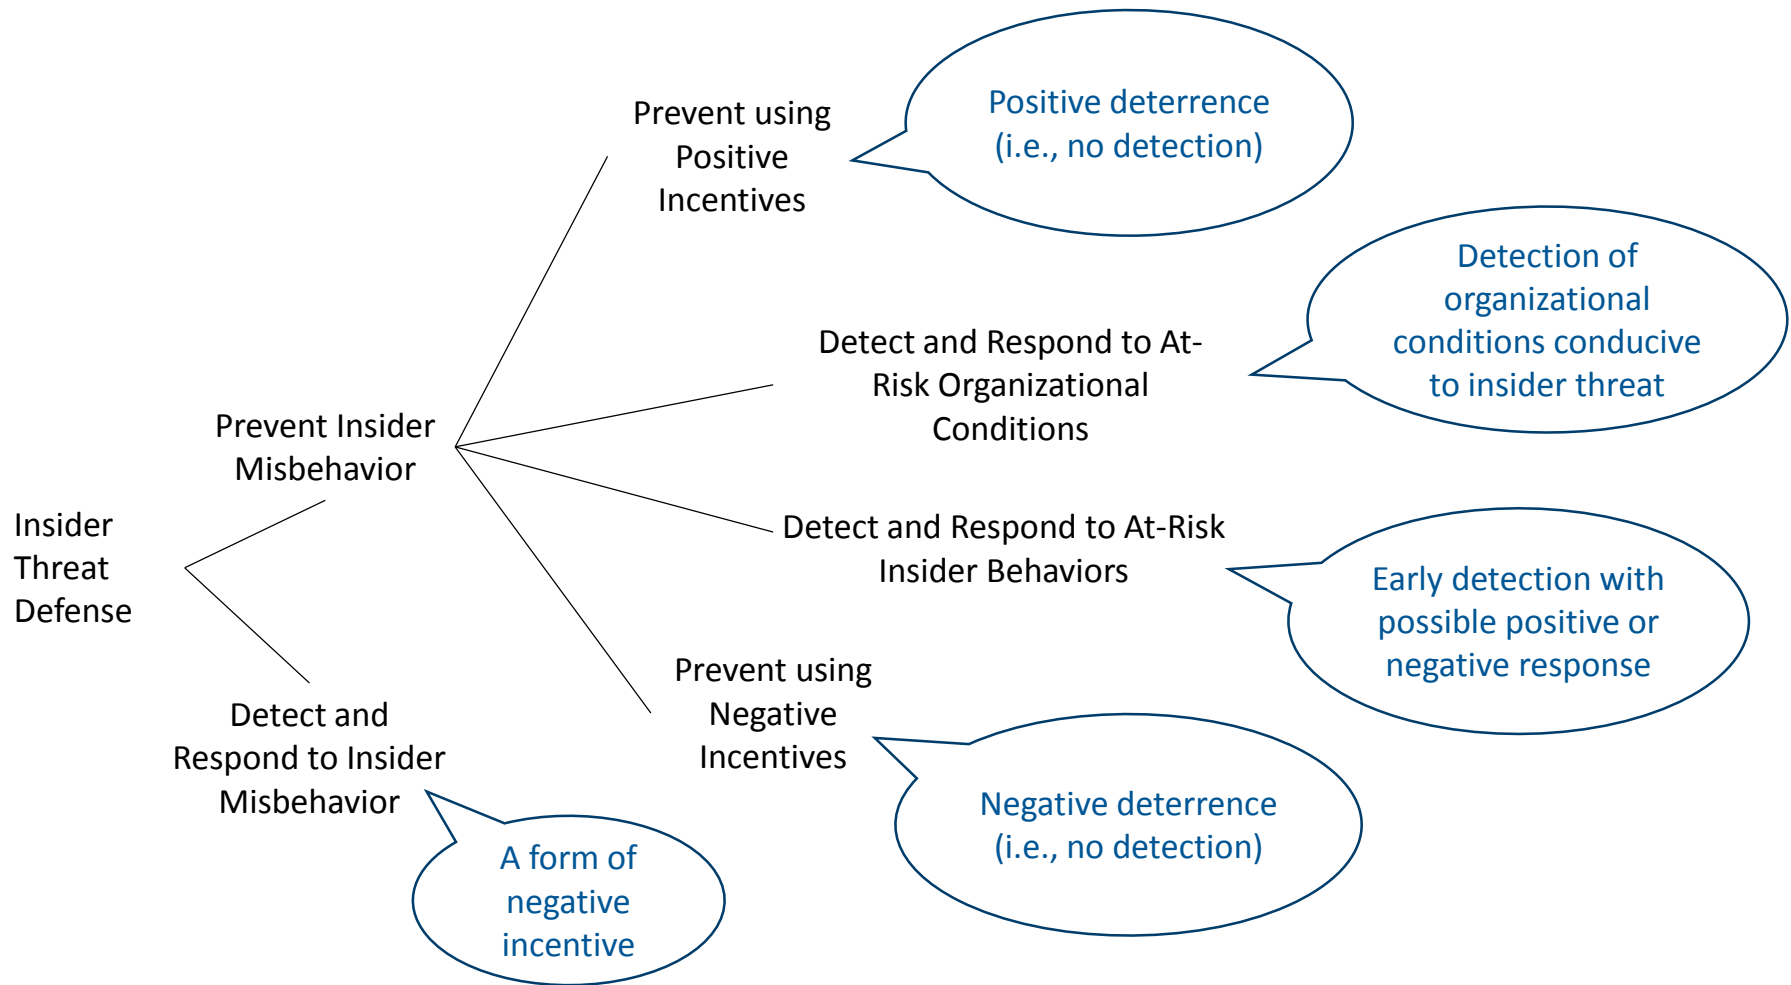 Prevent using
Positive
Incentives
Positive deterrence
(i.e., no detection)
Detection of
organizational
conditions conducive
to insider threat
Detect and Respond to At-
Risk Organizational
Conditions
Prevent Insider
Misbehavior
Insider
Threat
Defense
Detect and Respond to At-Risk
Insider Behaviors
Early detection with
possible positive or
negative response
Prevent using
Negative
Incentives
Detect and
Respond to Insider
Misbehavior
Negative deterrence
(i.e., no detection)
A form of
negative
incentive